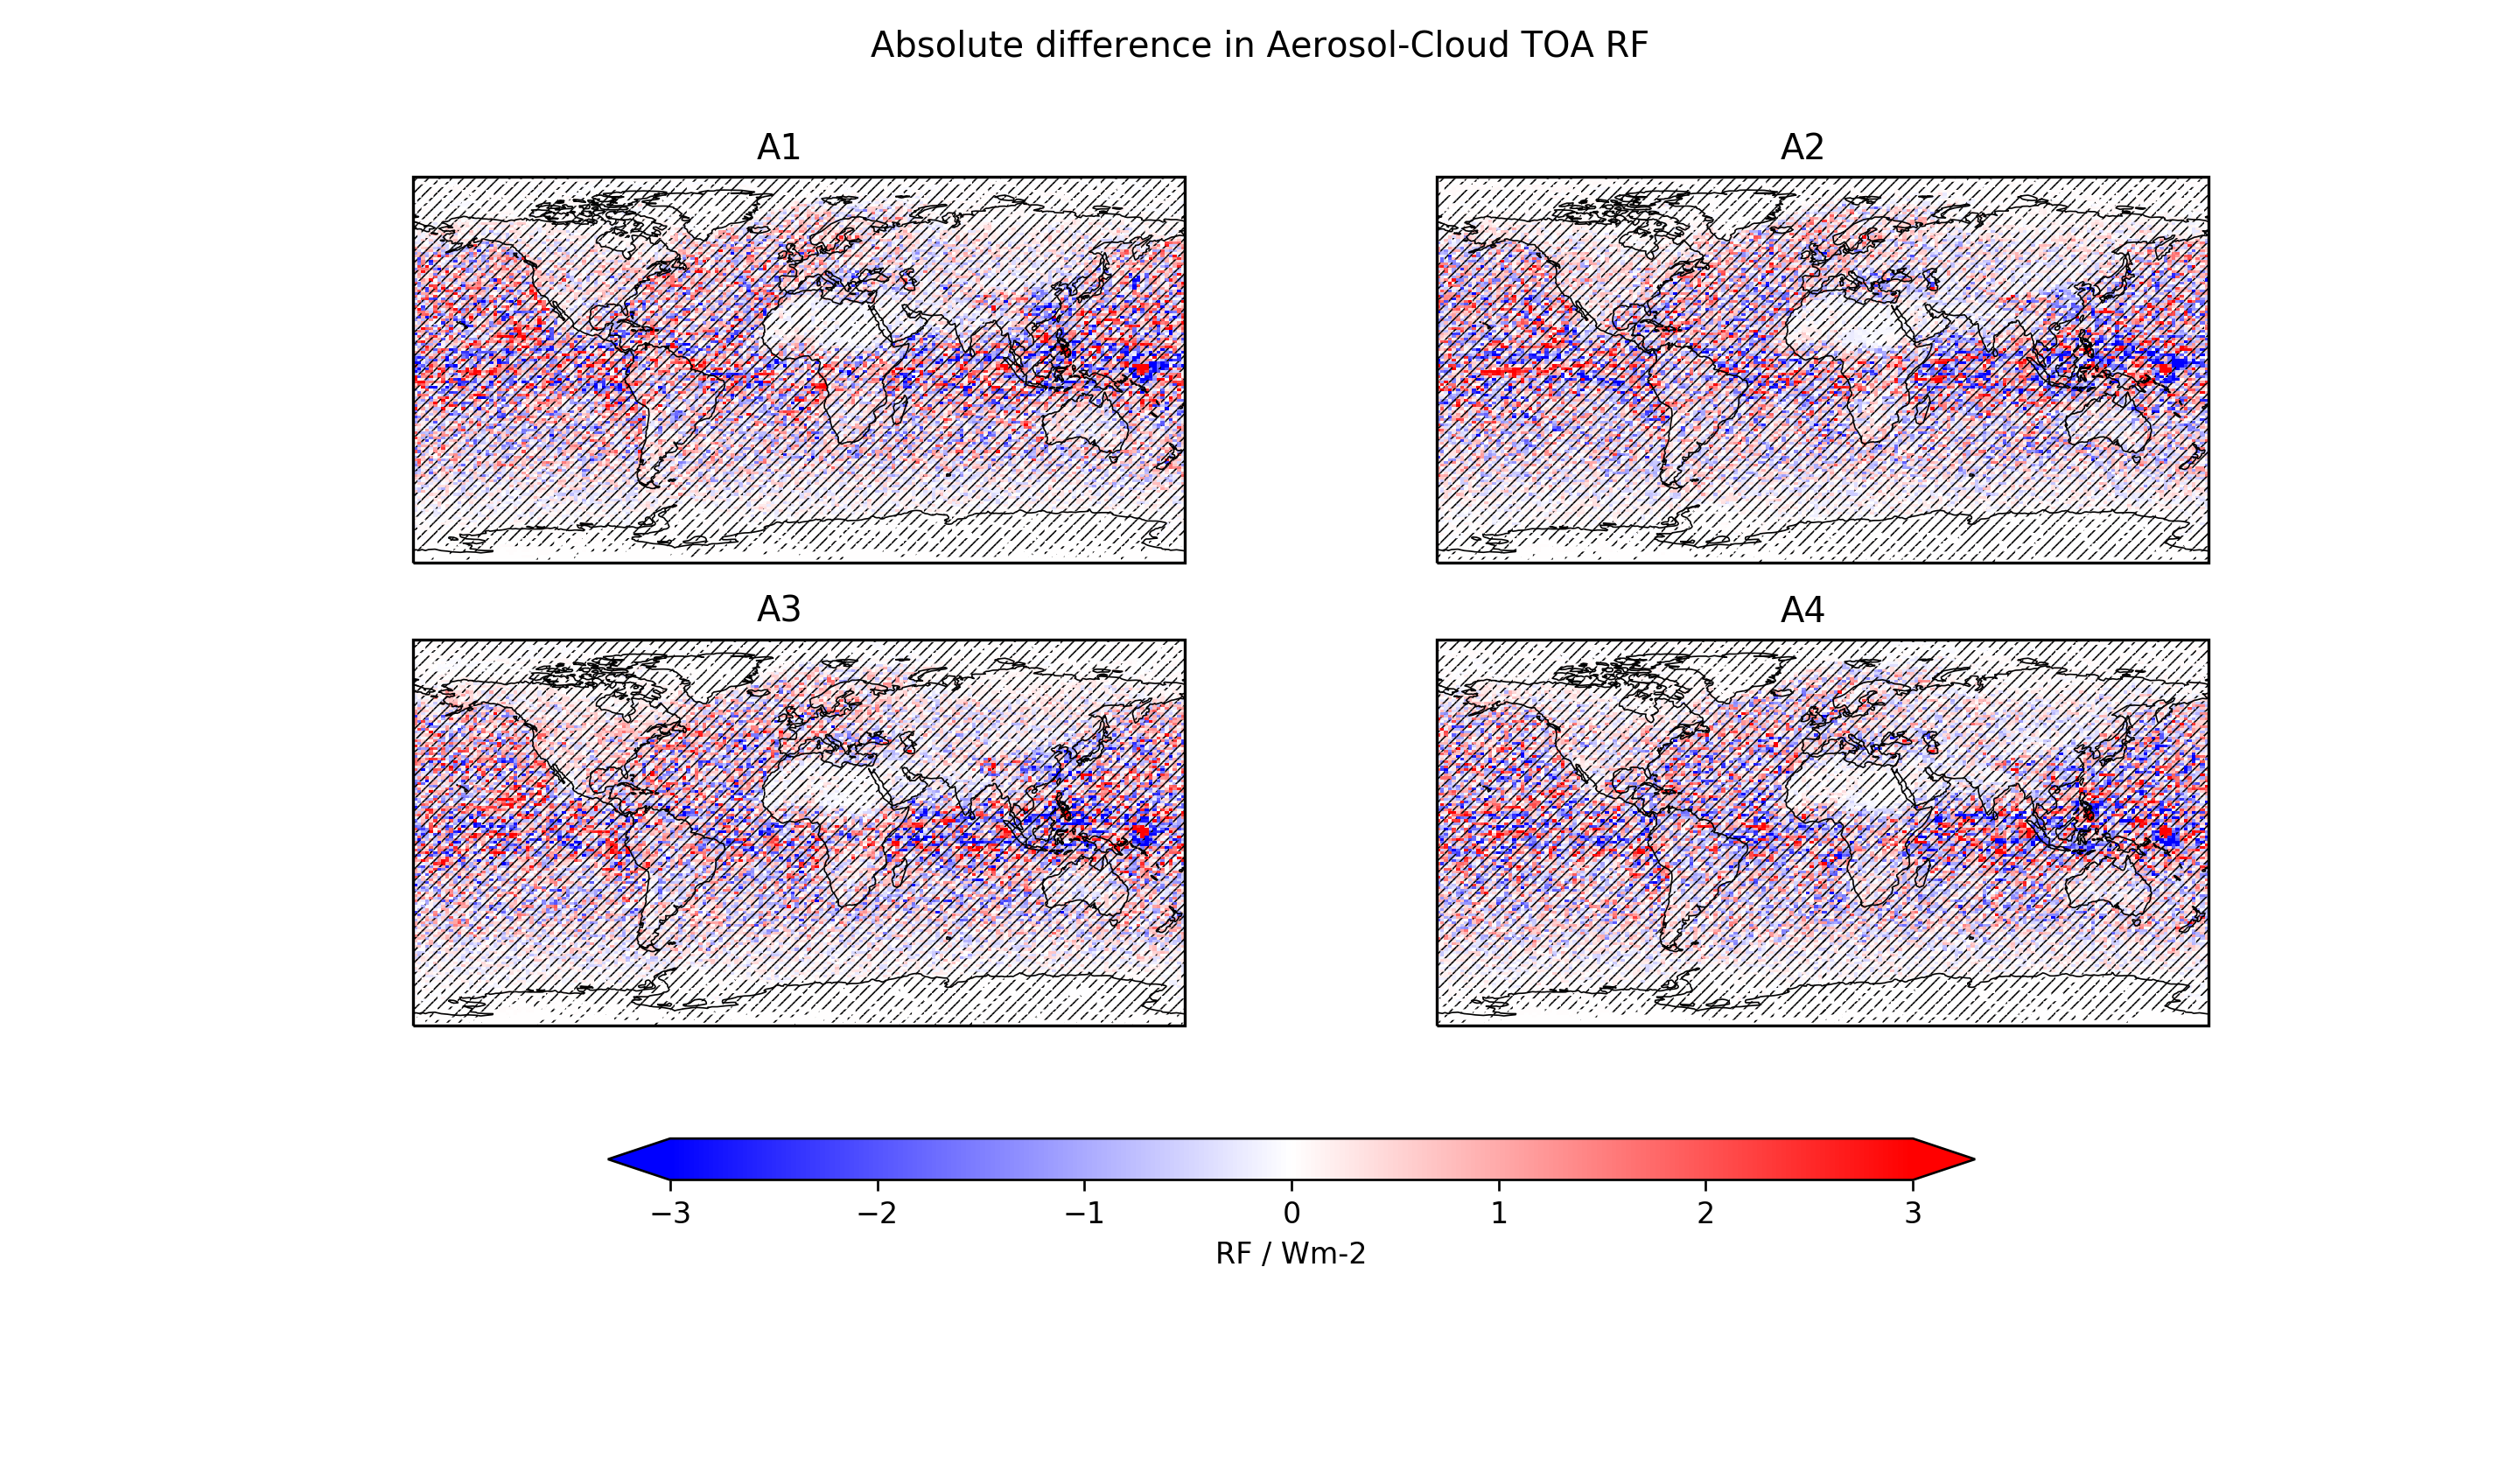 Absolute difference in Aerosol-Cloud TOA RF
A1
A2
A3
A4
−3 −2 −1 0 1 2 3
RF / Wm-2